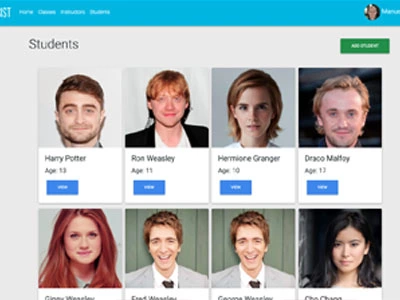 IST Home Classes Instructors Students Manue
Students ADD STUDENT
Harry Potter Ron Weasley Hermione Granger Draco Malfoy
Age: 13 Age: 11 Age: 10 Age: 17
VIEW VIEW VIEW VIEW
Ginny Weasley Fred Weasley George Weasley Cho Chang